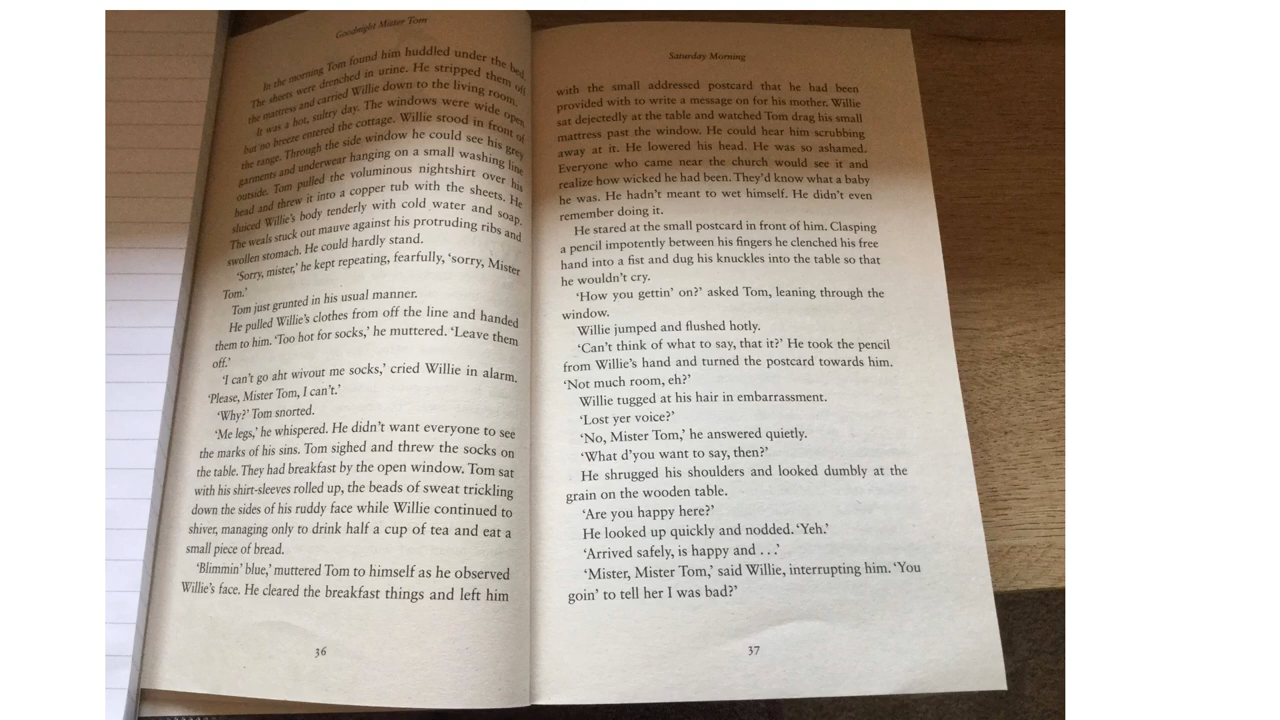 Goodnight Mister Tom
In the morning Tom found him huddled under the bed.
The sheets were drenched in urine. He stripped them off
the mattress and carried Willie down to the living room.
It was a hot, sultry day. The windows were wide open
but no breeze entered the cottage. Willie stood in front of
the range. Through the side window he could see his grey
garments and underwear hanging on a small washing line
outside. Tom pulled the voluminous nightshirt over his
head and threw it into a copper tub with the sheets. He
sluiced Willie's body tenderly with cold water and soap.
The weals stuck out mauve against his protruding ribs and
swollen stomach. He could hardly stand.
‘Sorry, mister,’ he kept repeating, fearfully, ‘sorry, Mister
Tom.’
Tom just grunted in his usual manner.
He pulled Willie's clothes from off the line and handed
them to him. ‘Too hot for socks,’ he muttered. ‘Leave them
off.’
‘I can't go aht wivout me socks,’ cried Willie in alarm.
‘Please, Mister Tom, I can't.’
‘Why?’ Tom snorted.
‘Me legs,’ he whispered. He didn't want everyone to see
the marks of his sins. Tom sighed and threw the socks on
the table. They had breakfast by the open window. Tom sat
with his shirt-sleeves rolled up, the beads of sweat trickling
down the sides of his ruddy face while Willie continued to
shiver, managing only to drink half a cup of tea and eat a
small piece of bread.
‘Blimmin’ blue,’ muttered Tom to himself as he observed
Willie's face. He cleared the breakfast things and left him
36
Saturday Morning
with the small addressed postcard that he had been
provided with to write a message on for his mother. Willie
sat dejectedly at the table and watched Tom drag his small
mattress past the window. He could hear him scrubbing
away at it. He lowered his head. He was so ashamed.
Everyone who came near the church would see it and
realize how wicked he had been. They'd know what a baby
he was. He hadn't meant to wet himself. He didn't even
remember doing it.
He stared at the small postcard in front of him. Clasping
a pencil impotently between his fingers he clenched his free
hand into a fist and dug his knuckles into the table so that
he wouldn't cry.
‘How you gettin’ on?’ asked Tom, leaning through the
window.
Willie jumped and flushed hotly.
‘Can't think of what to say, that it?’ He took the pencil
from Willie's hand and turned the postcard towards him.
‘Not much room, eh?’
Willie tugged at his hair in embarrassment.
‘Lost yer voice?’
‘No, Mister Tom,’ he answered quietly.
‘What d'you want to say, then?’
He shrugged his shoulders and looked dumbly at the
grain on the wooden table.
‘Are you happy here?’
He looked up quickly and nodded. ‘Yeh.’
‘Arrived safely, is happy and . . .’
‘Mister, Mister Tom,’ said Willie, interrupting him. ‘You
goin’ to tell her I was bad?’
37